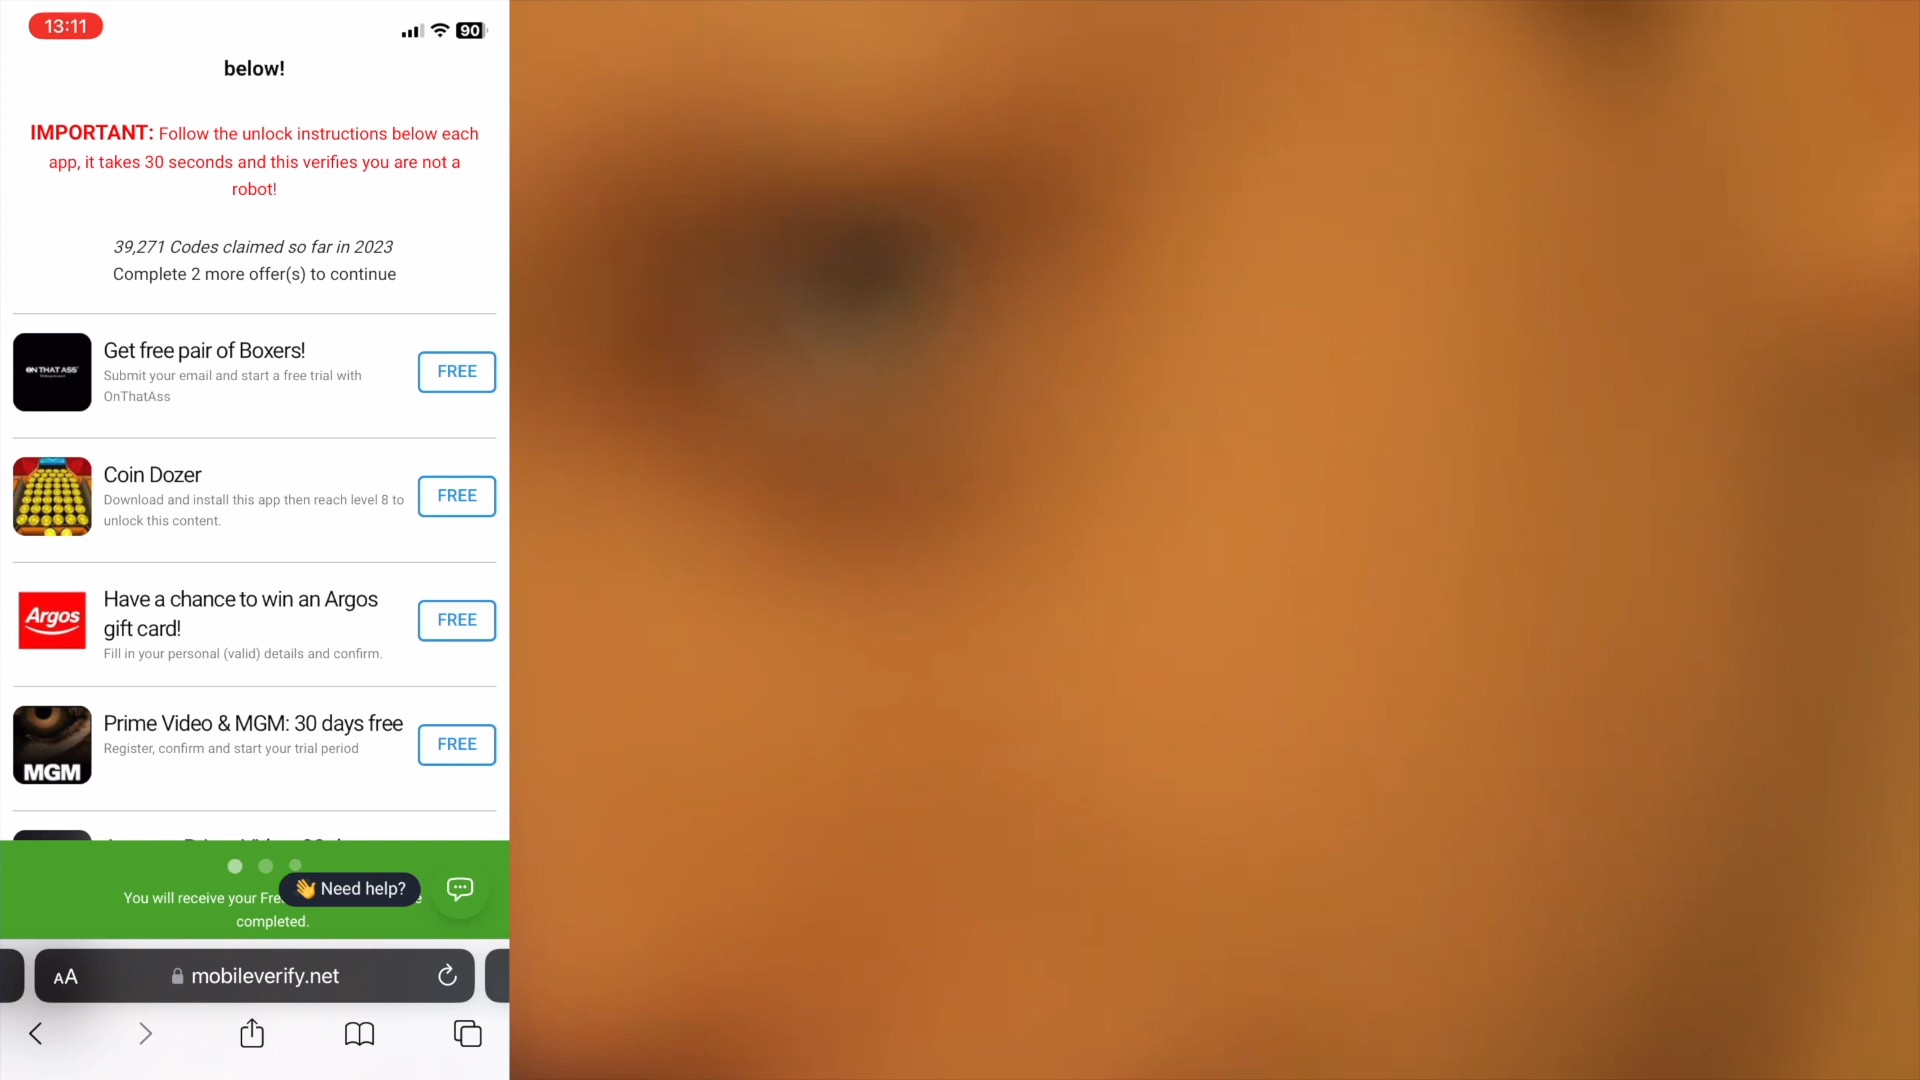 13:11
90
below!
IMPORTANT: Follow the unlock instructions below each
app, it takes 30 seconds and this verifies you are not a
robot!
39,271 Codes claimed so far in 2023
Complete 2 more offer(s) to continue
ON THAT ASS
Get free pair of Boxers!
Submit your email and start a free trial with
OnThatAss
FREE
Coin Dozer
Download and install this app then reach level 8 to
unlock this content.
FREE
Argos
Have a chance to win an Argos
gift card!
Fill in your personal (valid) details and confirm.
FREE
MGM
Prime Video & MGM: 30 days free
Register, confirm and start your trial period
FREE
You will receive your
completed.
👋 Need help?
AA
mobileverify.net